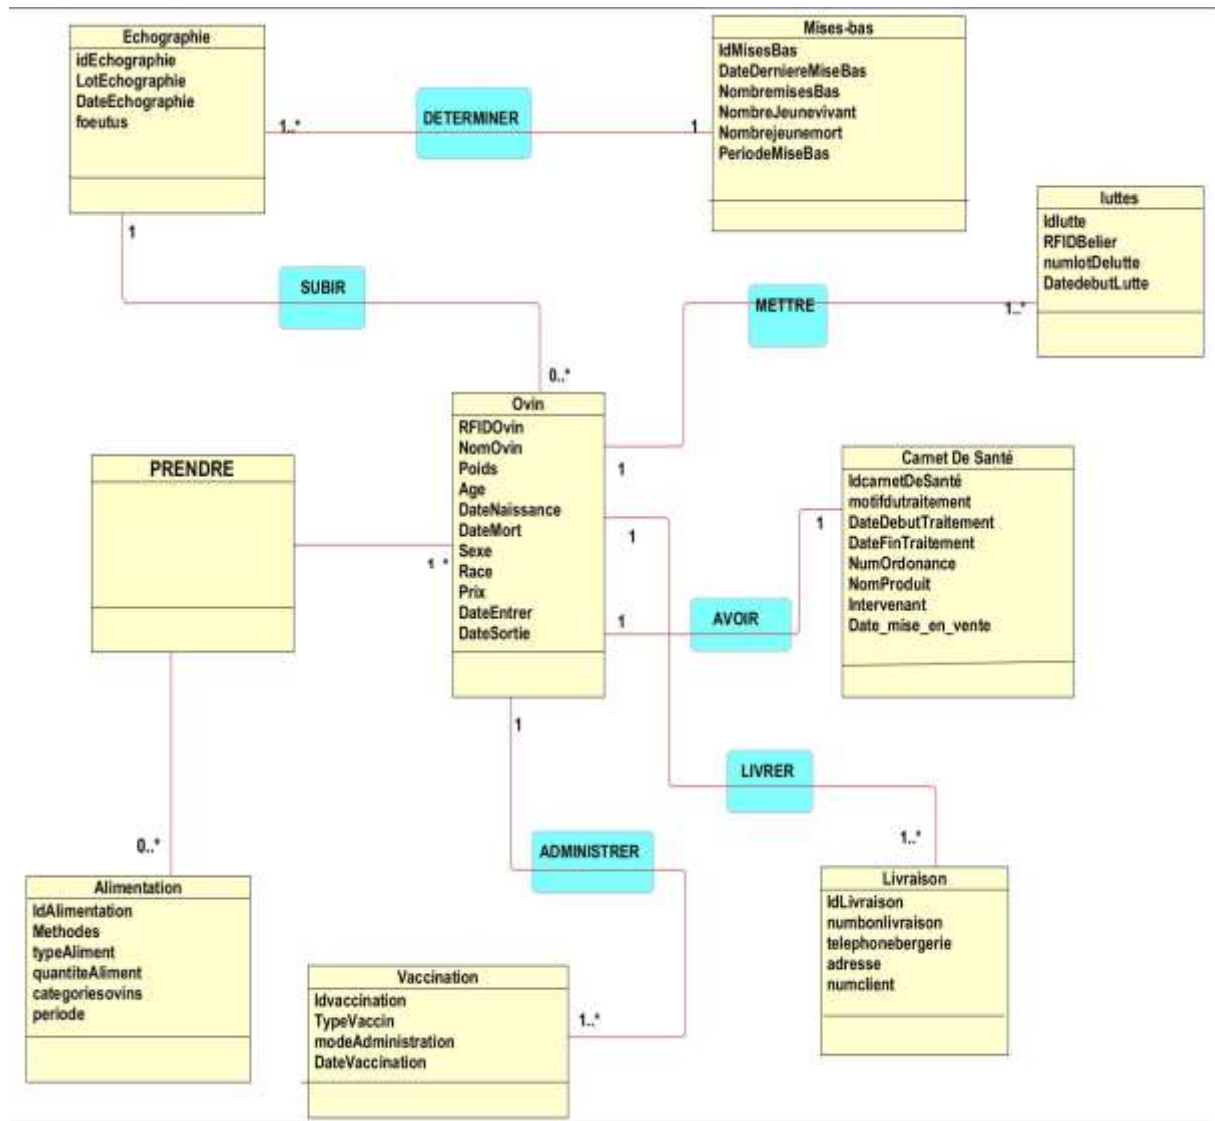 Echographie
idEchographie
LotEchographie
DateEchographie
foeutus
1..*
DETERMINER
1
Mises-bas
IdMisesBas
DateDerniereMiseBas
NombremisesBas
NombreJeunevivant
Nombrejeunemort
PeriodeMiseBas
luttes
Idlutte
RFIDBelier
numlotDelutte
DatedebutLutte
1
SUBIR
0..*
METTRE
1..*
1
Ovin
RFIDOvin
NomOvin
Poids
Age
DateNaissance
DateMort
Sexe
Race
Prix
DateEntrer
DateSortie
PRENDRE
1 *
Carnet De Santé
IdcarnetDeSanté
motifdutraitement
DateDebutTraitement
DateFinTraitement
NumOrdonance
NomProduit
Intervenant
Date_mise_en_vente
1
1
1
AVOIR
1
LIVRER
1..*
ADMINISTRER
0..*
Alimentation
IdAlimentation
Methodes
typeAliment
quantiteAliment
categoriesovins
periode
Vaccination
Idvaccination
TypeVaccin
modeAdministration
DateVaccination
1..*
Livraison
IdLivraison
numbonlivraison
telephonebergerie
adresse
numclient